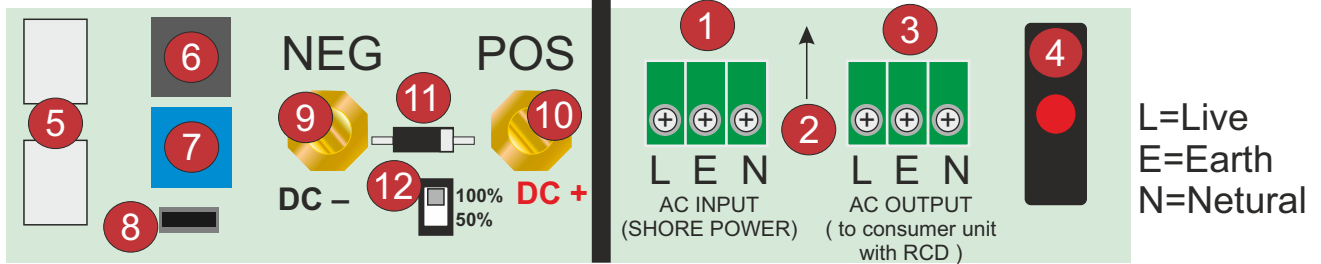 5
6
7
8
NEG POS
9
11
10
12
DC – DC +
100%
50%
1
L E N
AC INPUT
(SHORE POWER)
2
3
L E N
AC OUTPUT
( to consumer unit
with RCD )
4
L=Live
E=Earth
N=Netural